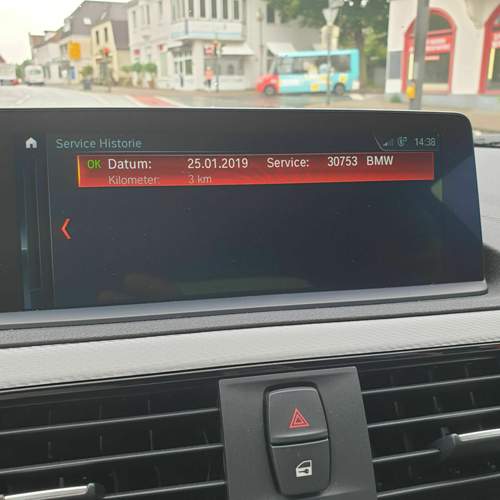 Service Historie
14:38
OK Datum: 25.01.2019 Service: 30753 BMW
Kilometer: 3 km